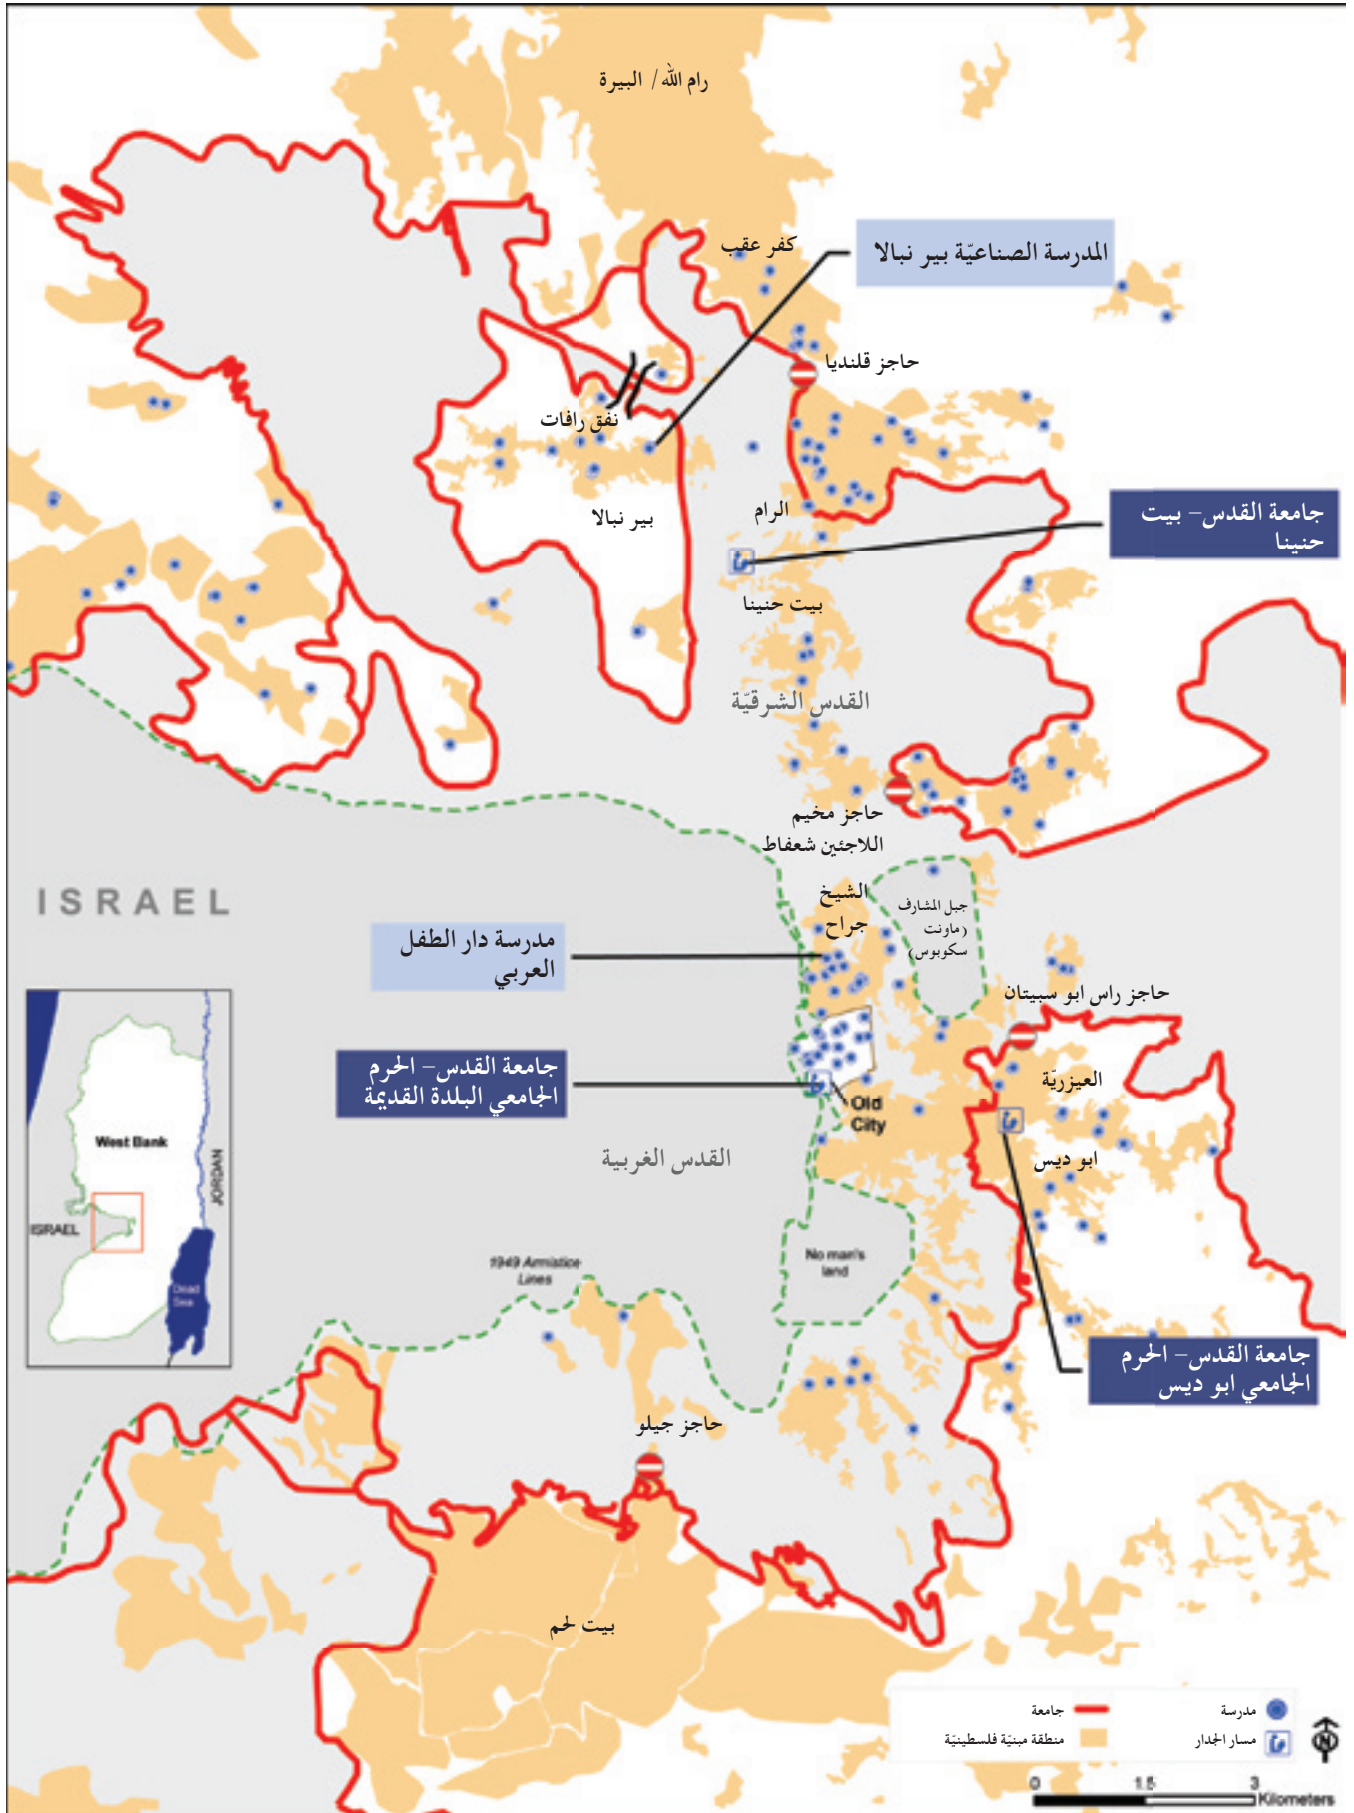 رام الله/ البيرة
كفر عقب
المدرسة الصناعيّة بير نبالا
حاجز قلنديا
نفق رافات
بير نبالا
الرام
جامعة القدس- بيت
حنينا
بيت حنينا
القدس الشرقيّة
حاجز مخيم
اللاجئين شعفاط
ISRAEL
الشيخ
جراح
جبل المشارف
(ماونت
سكوبوس)
مدرسة دار الطفل
العربي
حاجز راس ابو سبيتان
جامعة القدس- الحرم
الجامعي البلدة القديمة
العيزريّة
Old
City
ابو ديس
القدس الغربية
West Bank
JORDAN
ISRAEL
Dead
Sea
No man's
land
1949 Armistice
Lines
جامعة القدس- الحرم
الجامعي ابو ديس
حاجز جيلو
بيت لحم
مدرسة
جامعة
مسار الجدار
منطقة مبنيّة فلسطينيّة
N
0 1.5 3
Kilometers